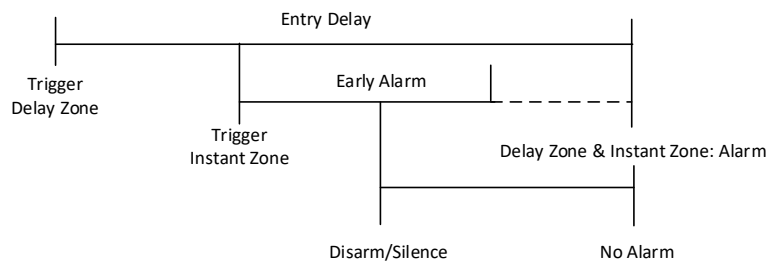 Entry Delay
Trigger
Delay Zone
Early Alarm
Trigger
Instant Zone
Delay Zone & Instant Zone: Alarm
Disarm/Silence
No Alarm